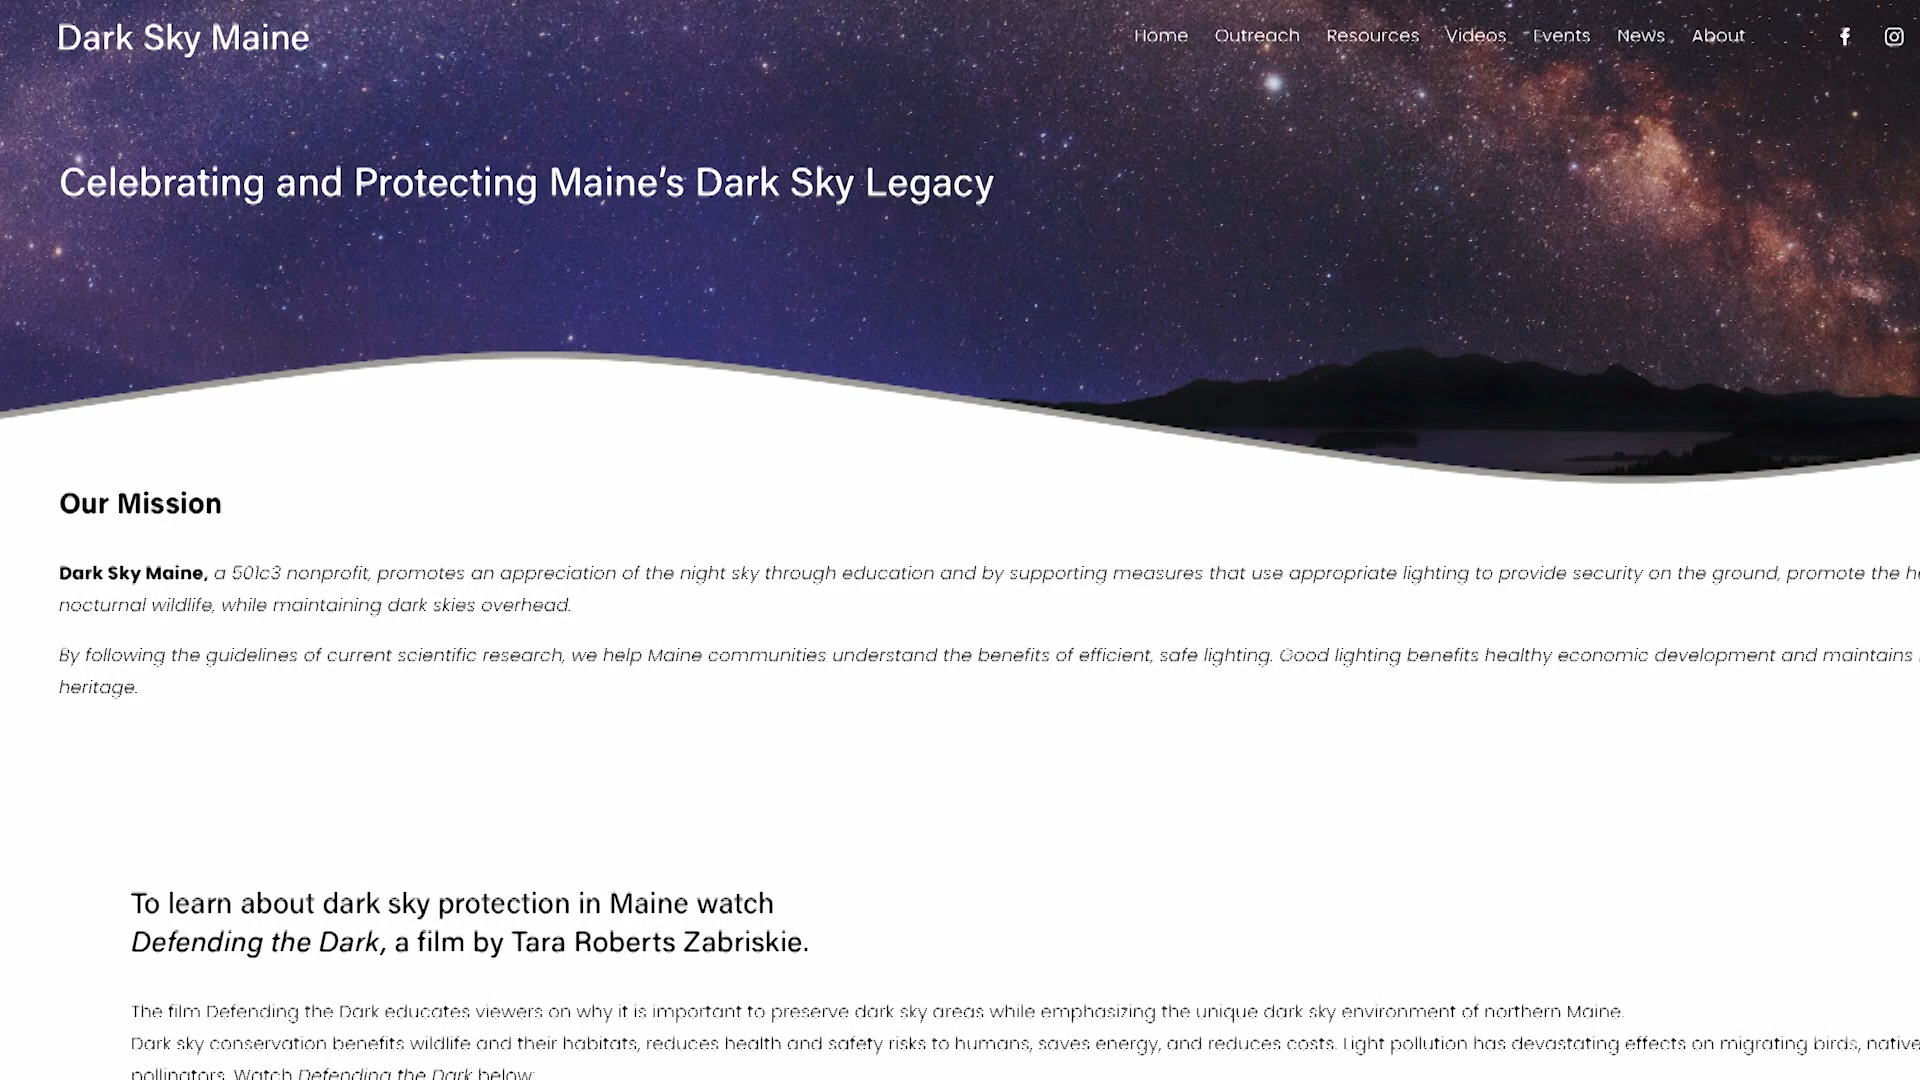 Dark Sky Maine
Home Outreach Resources Videos Events News About
Celebrating and Protecting Maine's Dark Sky Legacy
Our Mission
Dark Sky Maine, a 501c3 nonprofit, promotes an appreciation of the night sky through education and by supporting measures that use appropriate lighting to provide security on the ground, promote the
nocturnal wildlife, while maintaining dark skies overhead.
By following the guidelines of current scientific research, we help Maine communities understand the benefits of efficient, safe lighting. Good lighting benefits healthy economic development and maintains
heritage.
To learn about dark sky protection in Maine watch
Defending the Dark, a film by Tara Roberts Zabriskie.
The film Defending the Dark educates viewers on why it is important to preserve dark sky areas while emphasizing the unique dark sky environment of northern Maine.
Dark sky conservation benefits wildlife and their habitats, reduces health and safety risks to humans, saves energy, and reduces costs. Light pollution has devastating effects on migrating birds, native
pollinators. Watch Defending the Dark below: